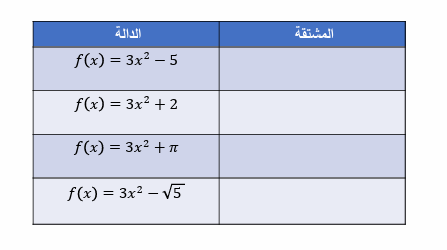 المشتقة الدالة
f(x) = 3x² − 5
f(x) = 3x² + 2
f(x) = 3x² + π
f(x) = 3x² − √5